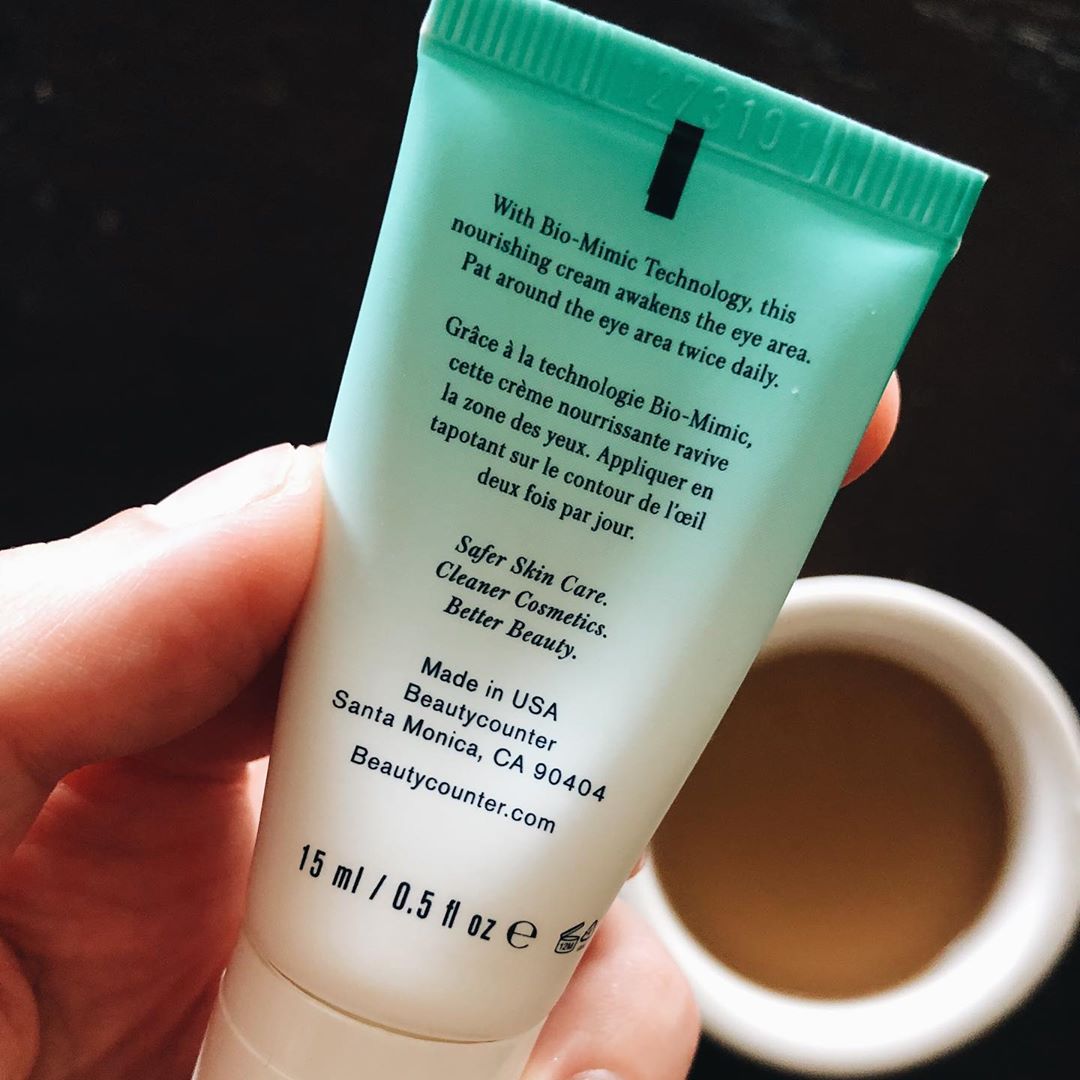 1273101
With Bio-Mimic Technology, this
nourishing cream awakens the eye area.
Pat around the eye area twice daily.
Grâce à la technologie Bio-Mimic,
cette crème nourrissante ravive
la zone des yeux. Appliquer en
tapotant sur le contour de l'œil
deux fois par jour.
Safer Skin Care.
Cleaner Cosmetics.
Better Beauty.
Made in USA
Beautycounter
Santa Monica, CA 90404
Beautycounter.com
15 ml / 0.5 fl oz ℮
12M